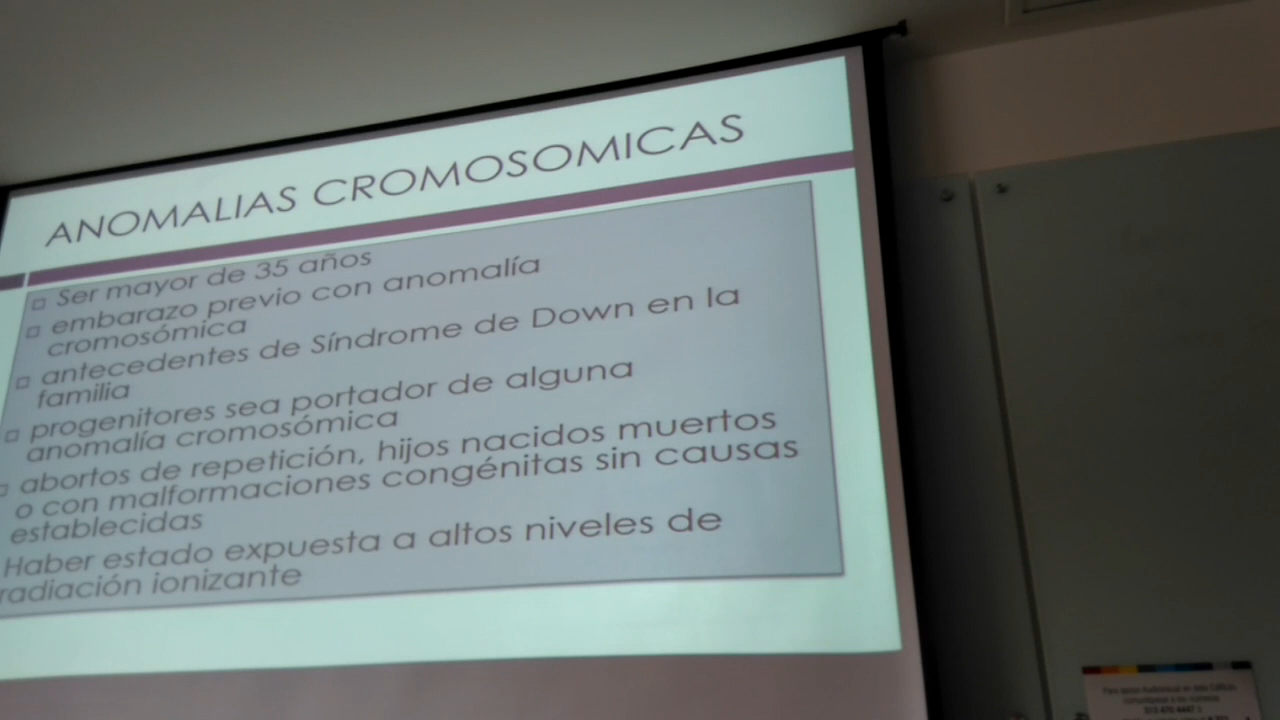 ANOMALIAS CROMOSOMICAS
Ser mayor de 35 años
embarazo previo con anomalía
cromosómica
antecedentes de Síndrome de Down en la
familia
progenitores sea portador de alguna
anomalía cromosómica
abortos de repetición, hijos nacidos muertos
o con malformaciones congénitas sin causas
establecidas
Haber estado expuesta a altos niveles de
radiación ionizante